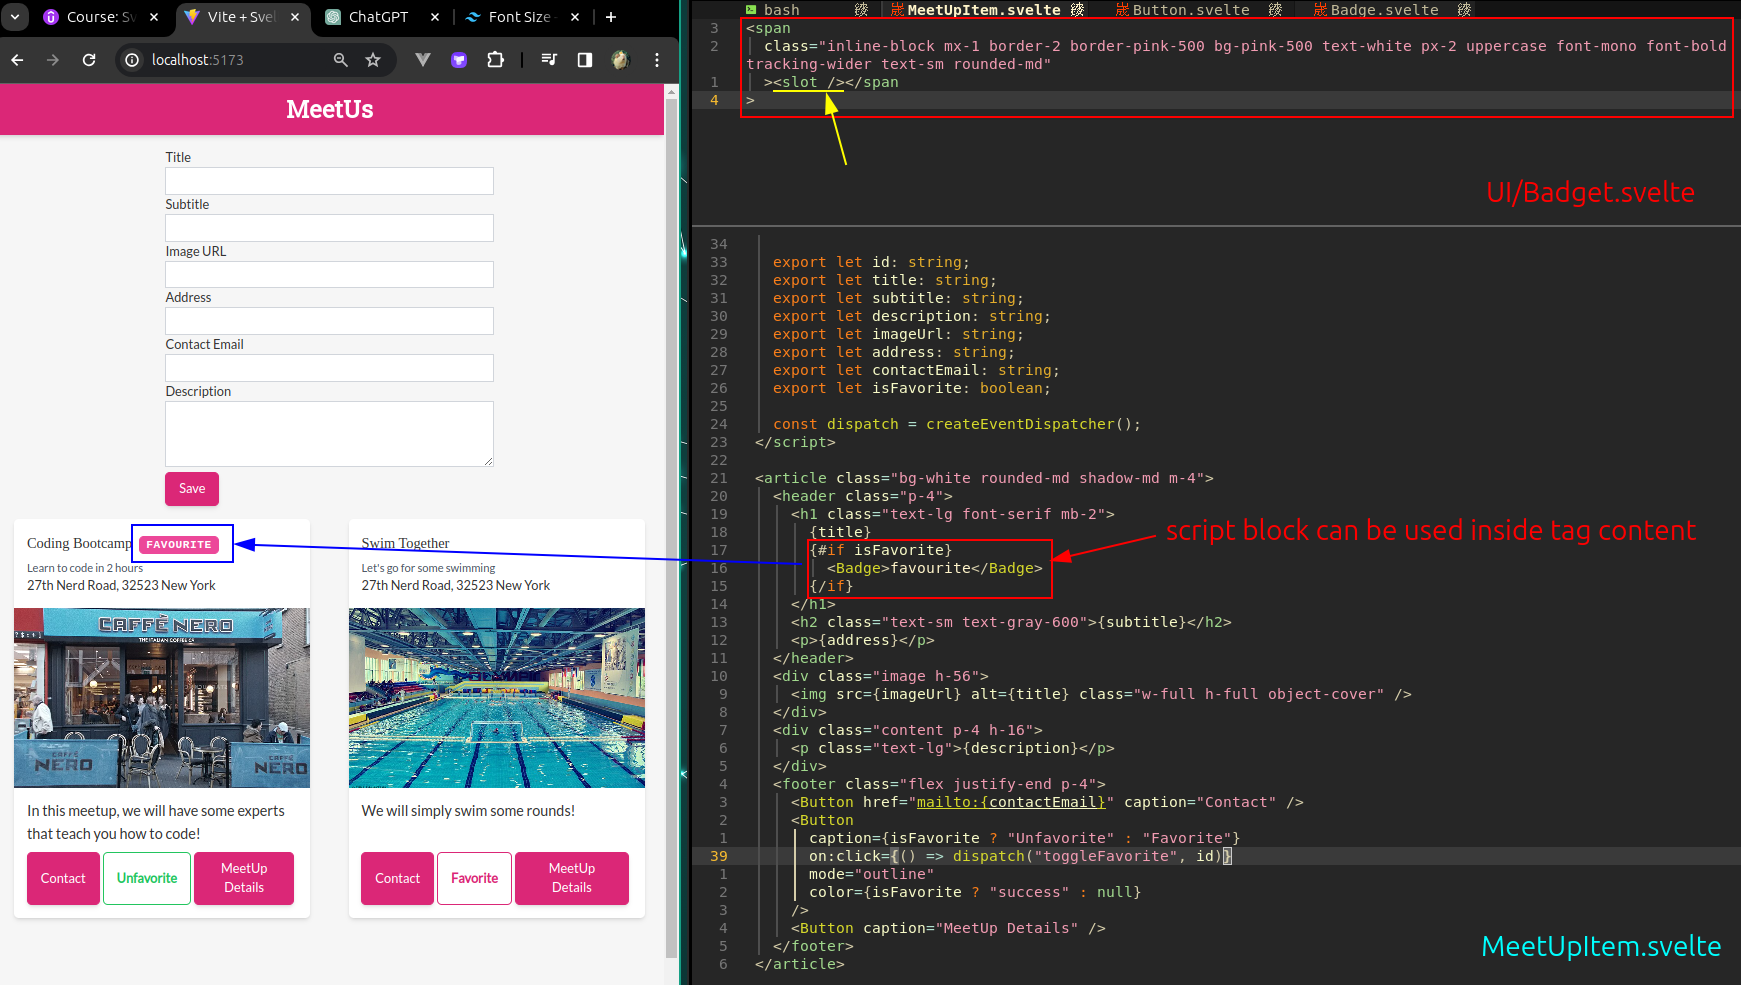 Course: Sv
Vite + Sve
ChatGPT
Font Size -
localhost:5173
MeetUs
Title
Subtitle
Image URL
Address
Contact Email
Description
Save
Coding Bootcamp FAVOURITE
Learn to code in 2 hours
27th Nerd Road, 32523 New York
CAFFÈ NERO
THE ITALIAN COFFEE CO
CAFFE NERO
NERO
In this meetup, we will have some experts
that teach you how to code!
Contact
Unfavorite
MeetUp
Details
Swim Together
Let's go for some swimming
27th Nerd Road, 32523 New York
We will simply swim some rounds!
Contact
Favorite
MeetUp
Details
bash
MeetUpItem.svelte
Button.svelte
Badge.svelte
3 <span
2 class="inline-block mx-1 border-2 border-pink-500 bg-pink-500 text-white px-2 uppercase font-mono font-bold
tracking-wider text-sm rounded-md"
1 ><slot /></span
4 >
UI/Badget.svelte
34
33 export let id: string;
32 export let title: string;
31 export let subtitle: string;
30 export let description: string;
29 export let imageUrl: string;
28 export let address: string;
27 export let contactEmail: string;
26 export let isFavorite: boolean;
25
24 const dispatch = createEventDispatcher();
23 </script>
22
21 <article class="bg-white rounded-md shadow-md m-4">
20 <header class="p-4">
19 <h1 class="text-lg font-serif mb-2">
18 {title}
script block can be used inside tag content
17 {#if isFavorite}
16 <Badge>favourite</Badge>
15 {/if}
14 </h1>
13 <h2 class="text-sm text-gray-600">{subtitle}</h2>
12 <p>{address}</p>
11 </header>
10 <div class="image h-56">
9 <img src={imageUrl} alt={title} class="w-full h-full object-cover" />
8 </div>
7 <div class="content p-4 h-16">
6 <p class="text-lg">{description}</p>
5 </div>
4 <footer class="flex justify-end p-4">
3 <Button href="mailto:{contactEmail}" caption="Contact" />
2 <Button
1 caption={isFavorite ? "Unfavorite" : "Favorite"}
39 on:click={() => dispatch("toggleFavorite", id)}
1 mode="outline"
2 color={isFavorite ? "success" : null}
3 />
4 <Button caption="MeetUp Details" />
5 </footer>
6 </article>
MeetUpItem.svelte